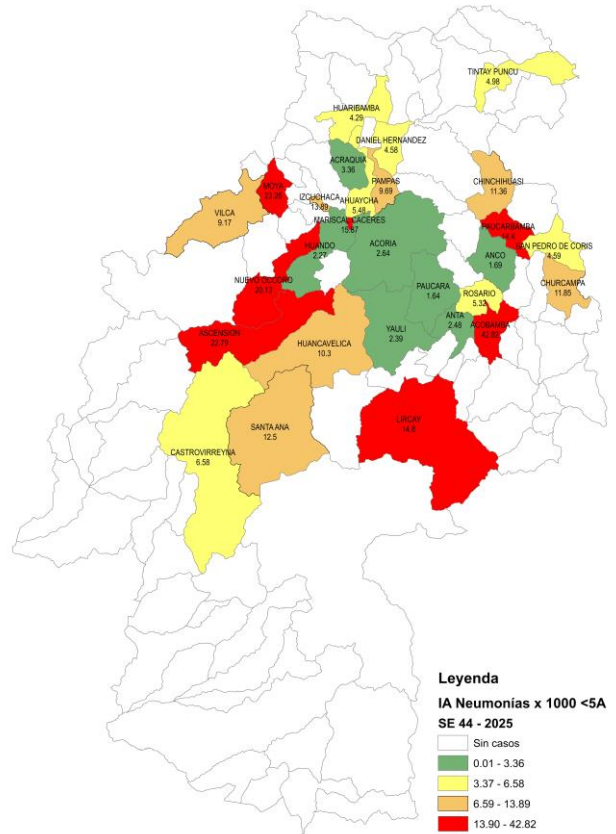 TINTAY PUNCU
4.98
HUARIBAMBA
4.29
DANIEL HERNANDEZ
4.58
ACRAQUIA
3.36
PAMPAS
9.69
CHINCHIHUASI
11.36
MOYA
IZCUCHACA
13.89
AHUAYCHA
5.48
VILCA
9.17
MARISCAL CACERES
15.87
PAUCARBAMBA
SAN PEDRO DE CORIS
4.59
HUANDO
2.27
ACORIA
2.64
ANCO
1.69
CHURCAMPA
11.85
NUEVO OCCORO
20.13
PAUCARA
1.64
ROSARIO
5.32
ANTA
2.48
ACOBAMBA
42.82
ASCENSION
22.79
YAULI
2.39
HUANCAVELICA
10.3
SANTA ANA
12.5
LIRCAY
14.8
CASTROVIRREYNA
6.58
Leyenda
IA Neumonías x 1000 <5A
SE 44 - 2025
Sin casos
0.01 - 3.36
3.37 - 6.58
6.59 - 13.89
13.90 - 42.82